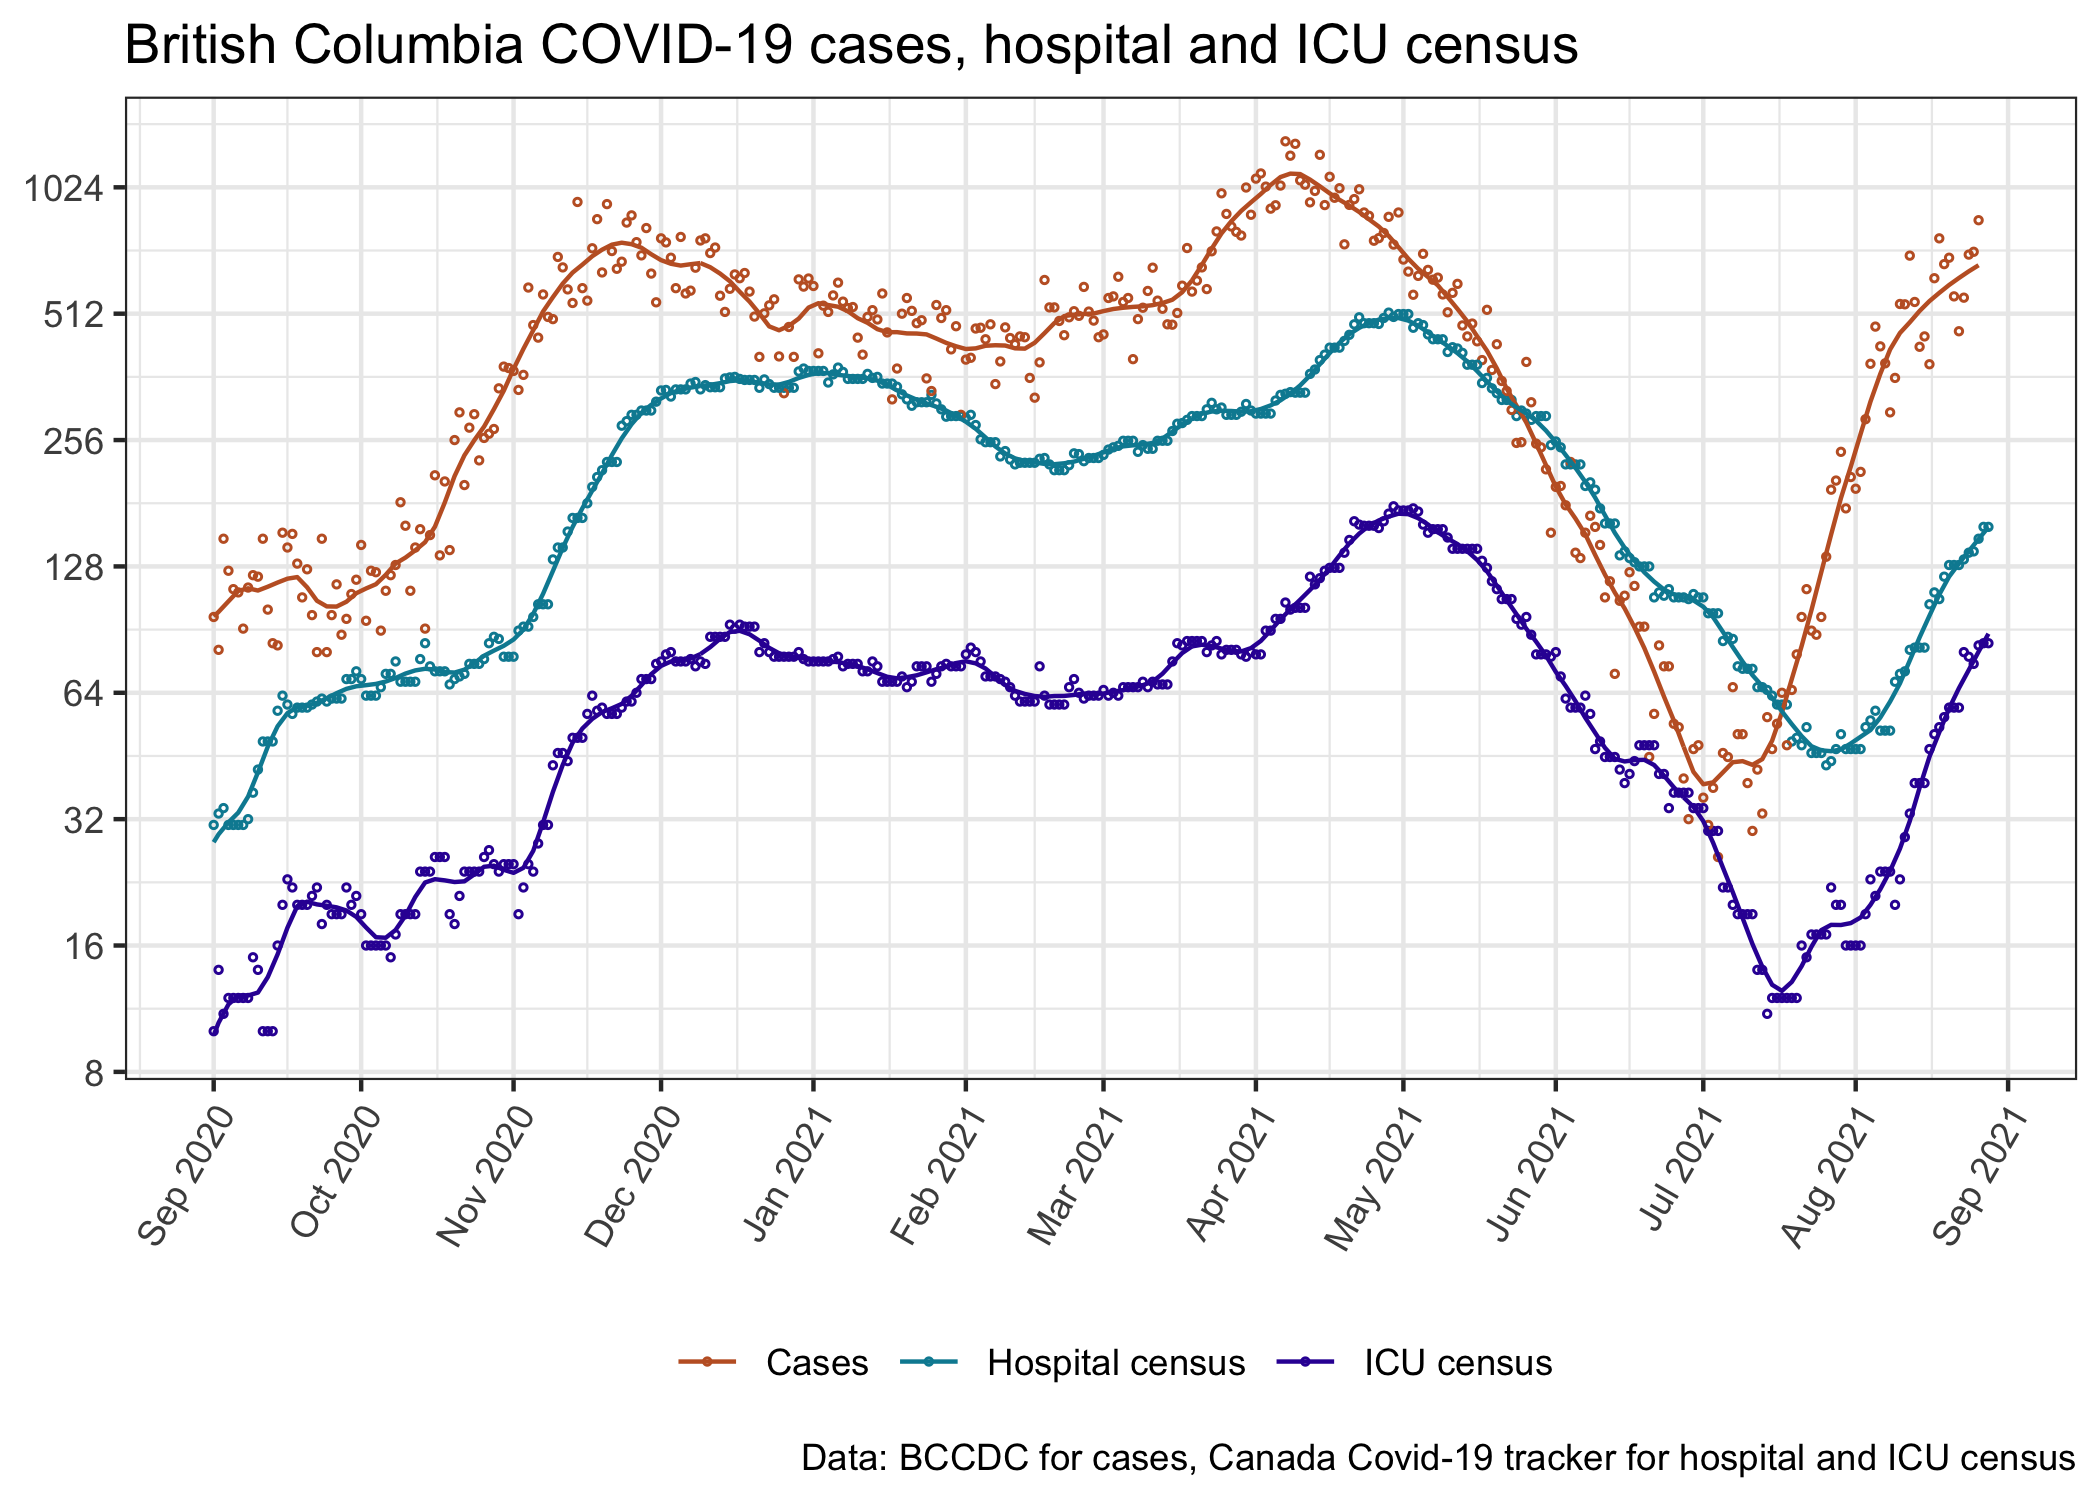 British Columbia COVID-19 cases, hospital and ICU census
1024
512
256
128
64
32
16
8
Sep 2020
Oct 2020
Nov 2020
Dec 2020
Jan 2021
Feb 2021
Mar 2021
Apr 2021
May 2021
Jun 2021
Jul 2021
Aug 2021
Sep 2021
Cases Hospital census ICU census
Data: BCCDC for cases, Canada Covid-19 tracker for hospital and ICU census